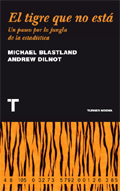 El tigre que no está
Un paseo por la jungla
de la estadística
MICHAEL BLASTLAND
ANDREW DILNOT
T
TURNER NOEMA